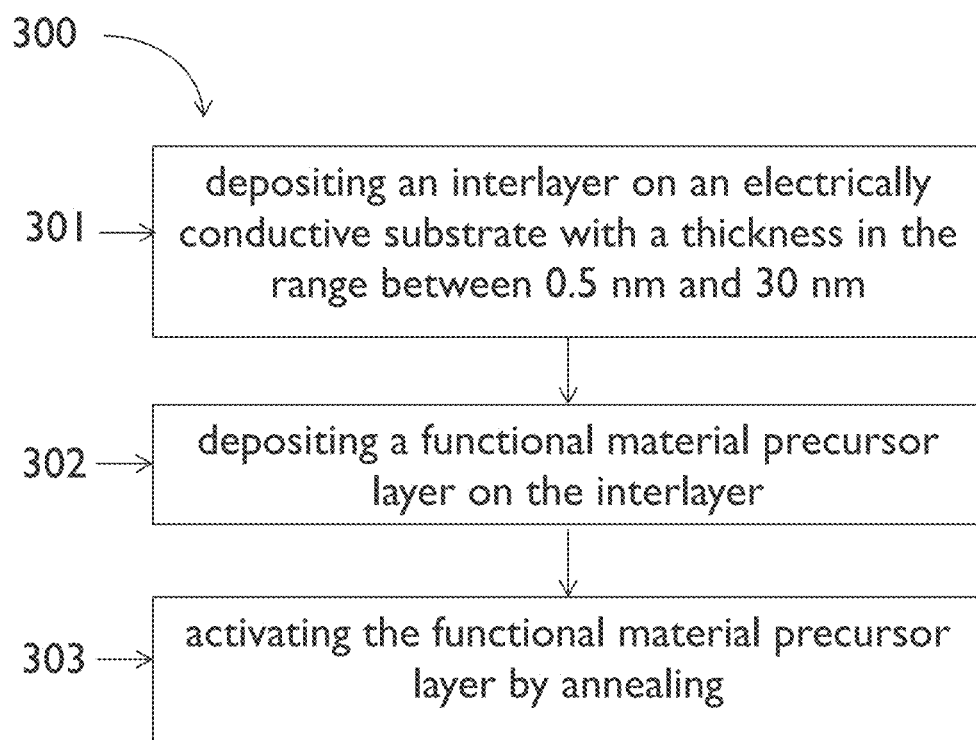 300
301
depositing an interlayer on an electrically
conductive substrate with a thickness in the
range between 0.5 nm and 30 nm
302
depositing a functional material precursor
layer on the interlayer
303
activating the functional material precursor
layer by annealing